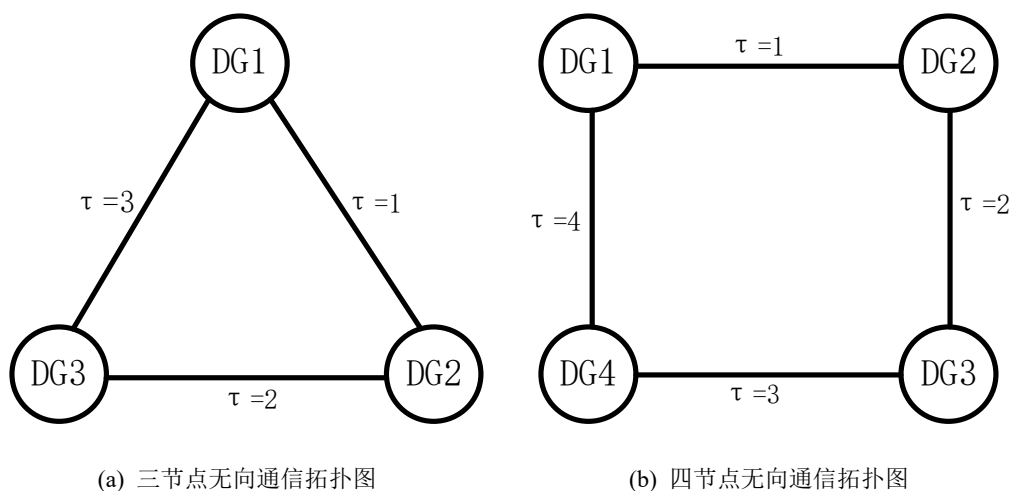 DG1
τ=3
τ=1
DG3
DG2
τ=2
DG1
τ=1
DG2
τ=4
τ=2
DG4
DG3
τ=3
(a) 三节点无向通信拓扑图
(b) 四节点无向通信拓扑图